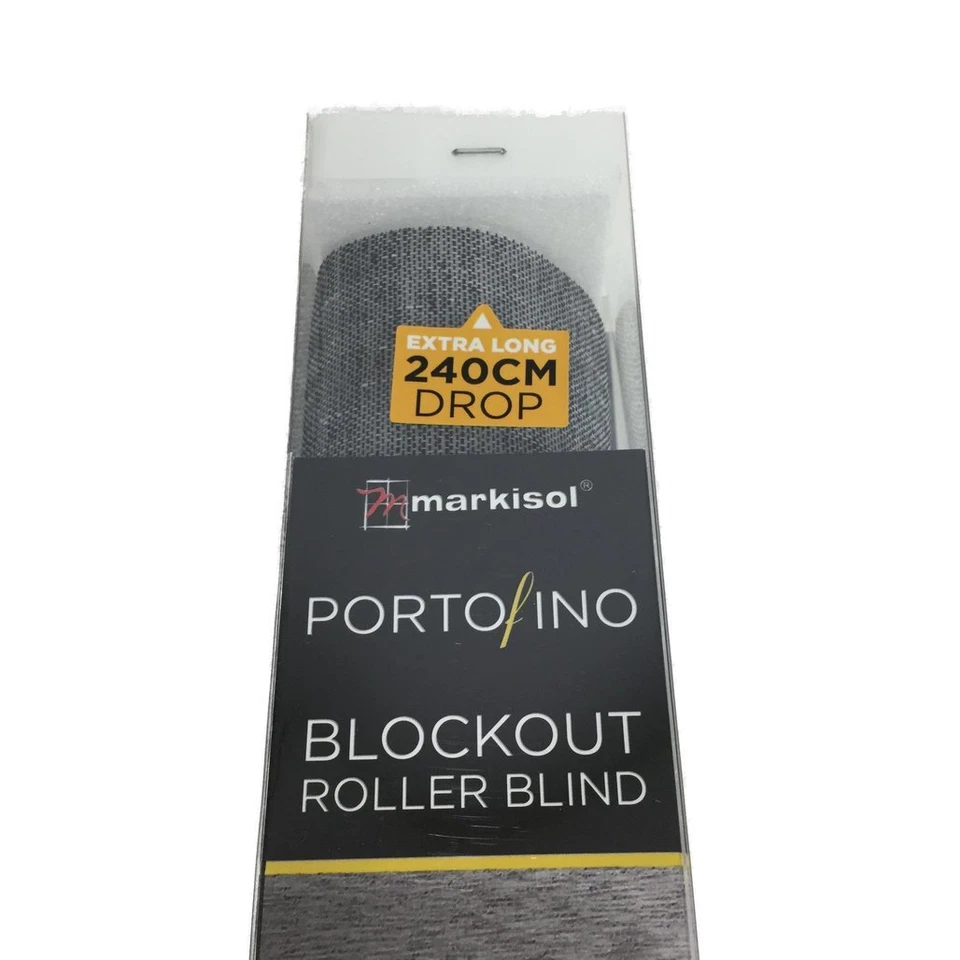 EXTRA LONG
240CM
DROP
M markisol®
PORTOfINO
BLOCKOUT
ROLLER BLIND